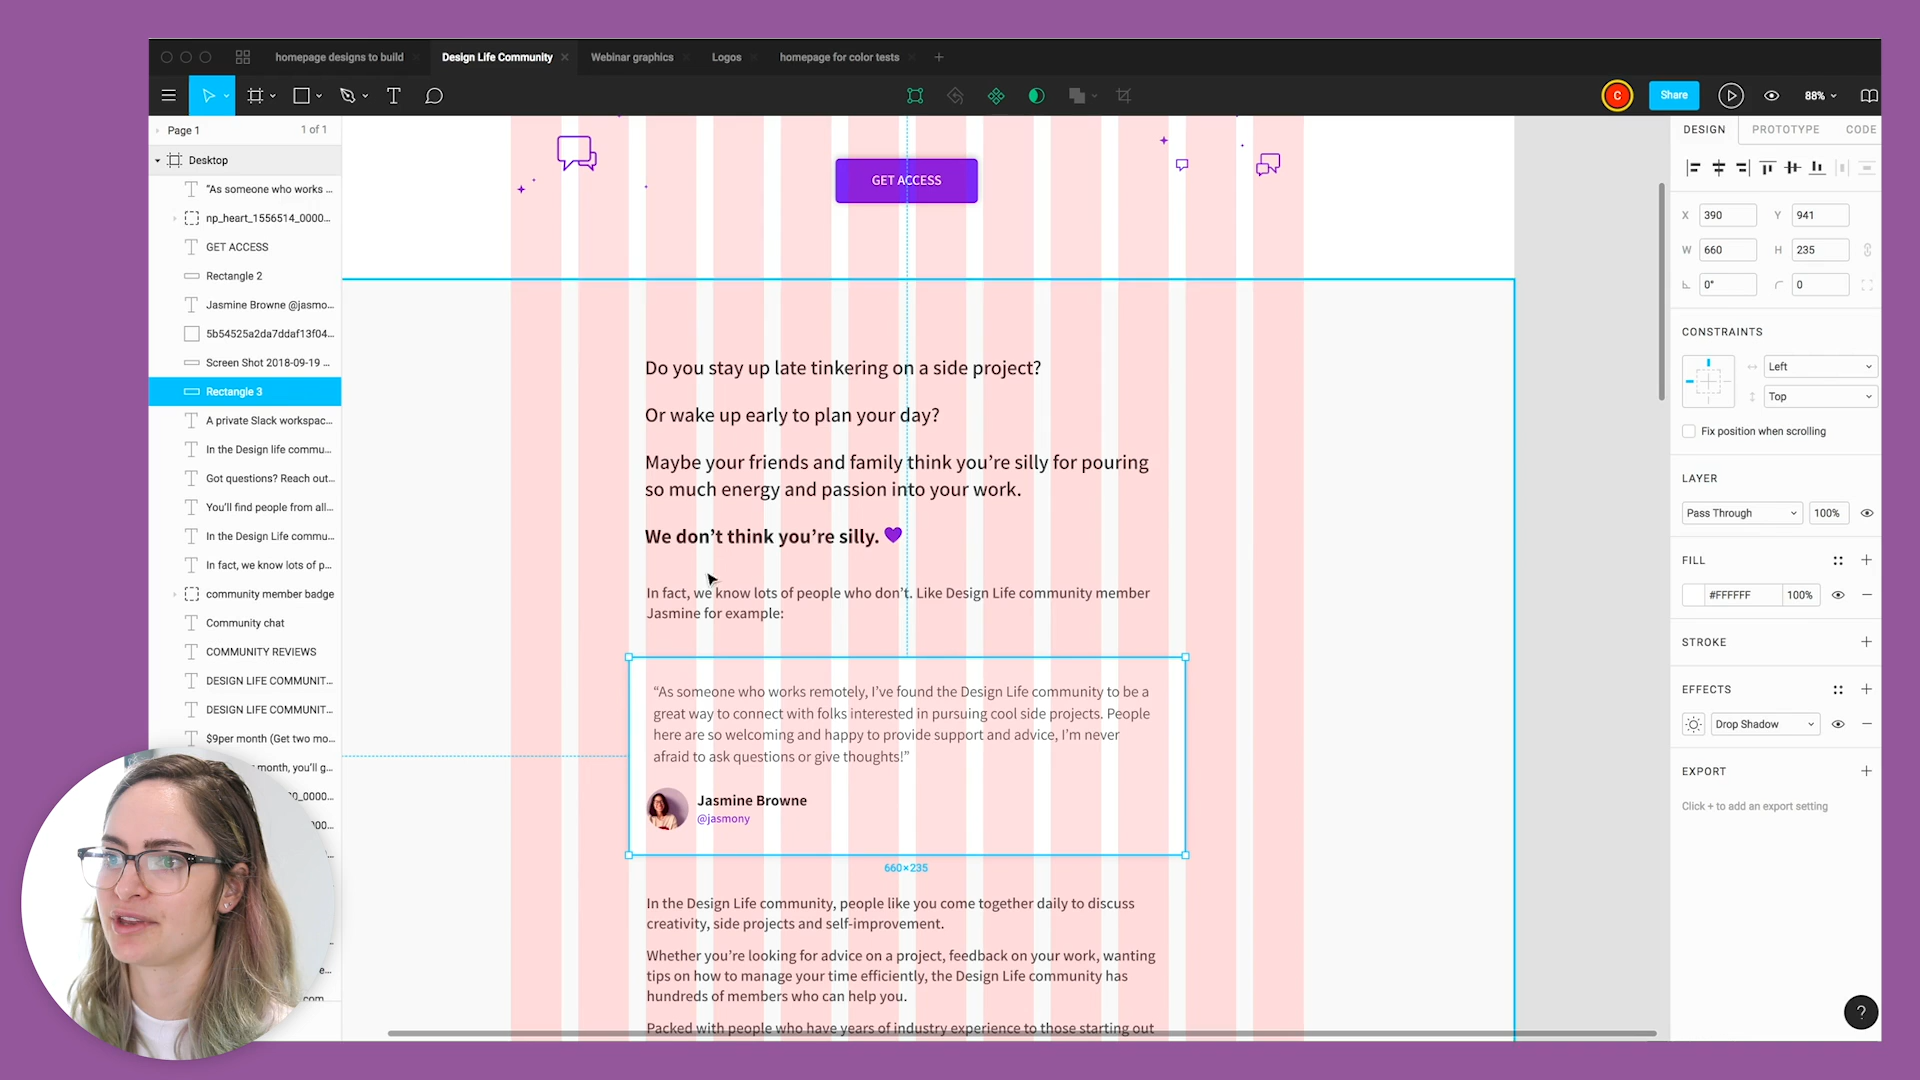 homepage designs to build
Design Life Community
Webinar graphics
Logos
homepage for color tests
C
Share
88%
Page 1
1 of 1
Desktop
"As someone who works ...
np_heart_1556514_0000...
GET ACCESS
Rectangle 2
Jasmine Browne @jasmo...
5b54525a2da7ddaf13f04...
Screen Shot 2018-09-19 ...
Rectangle 3
A private Slack workspac...
In the Design life commu...
Got questions? Reach out...
You'll find people from all...
In the Design Life commu...
In fact, we know lots of p...
community member badge
Community chat
COMMUNITY REVIEWS
DESIGN LIFE COMMUNIT...
DESIGN LIFE COMMUNIT...
$9per month (Get two mo...
month, you'll g...
0_0000...
GET ACCESS
Do you stay up late tinkering on a side project?
Or wake up early to plan your day?
Maybe your friends and family think you're silly for pouring
so much energy and passion into your work.
We don't think you're silly. 💜
In fact, we know lots of people who don't. Like Design Life community member
Jasmine for example:
"As someone who works remotely, I've found the Design Life community to be a
great way to connect with folks interested in pursuing cool side projects. People
here are so welcoming and happy to provide support and advice, I'm never
afraid to ask questions or give thoughts!"
Jasmine Browne
@jasmony
660×235
In the Design Life community, people like you come together daily to discuss
creativity, side projects and self-improvement.
Whether you're looking for advice on a project, feedback on your work, wanting
tips on how to manage your time efficiently, the Design Life community has
hundreds of members who can help you.
Packed with people who have years of industry experience to those starting out
DESIGN
PROTOTYPE
CODE
X 390 Y 941
W 660 H 235
0° 0
CONSTRAINTS
Left
Top
Fix position when scrolling
LAYER
Pass Through 100%
FILL
#FFFFFF 100%
STROKE
EFFECTS
Drop Shadow
EXPORT
Click + to add an export setting
?